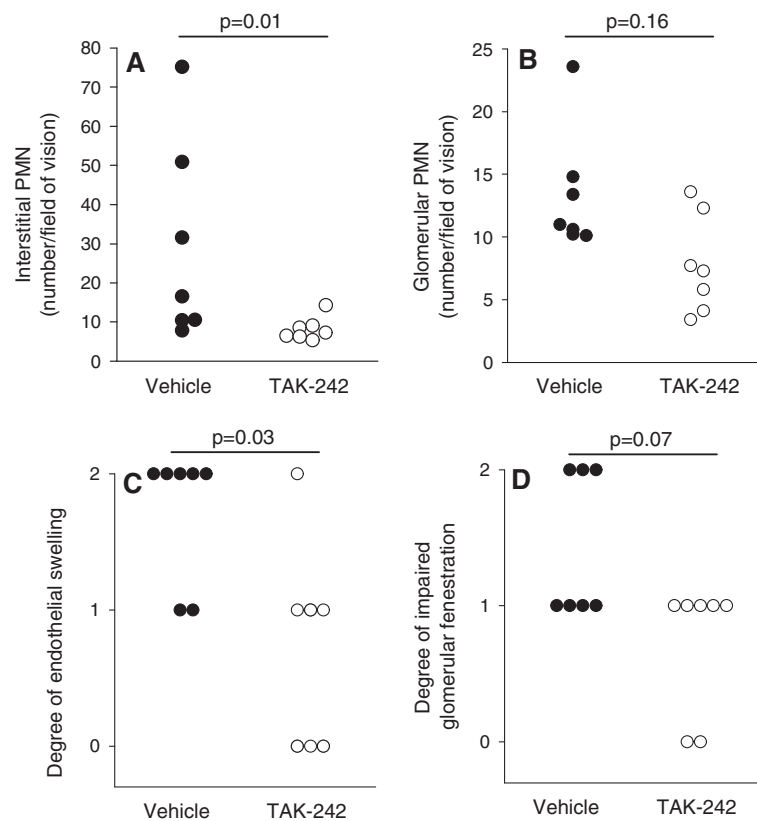 p=0.01
A
Interstitial PMN
(number/field of vision)
80
70
60
50
40
30
20
10
0
Vehicle
TAK-242
p=0.16
B
Glomerular PMN
(number/field of vision)
25
20
15
10
5
0
Vehicle
TAK-242
p=0.03
C
Degree of endothelial swelling
2
1
0
Vehicle
TAK-242
p=0.07
D
Degree of impaired
glomerular fenestration
2
1
0
Vehicle
TAK-242